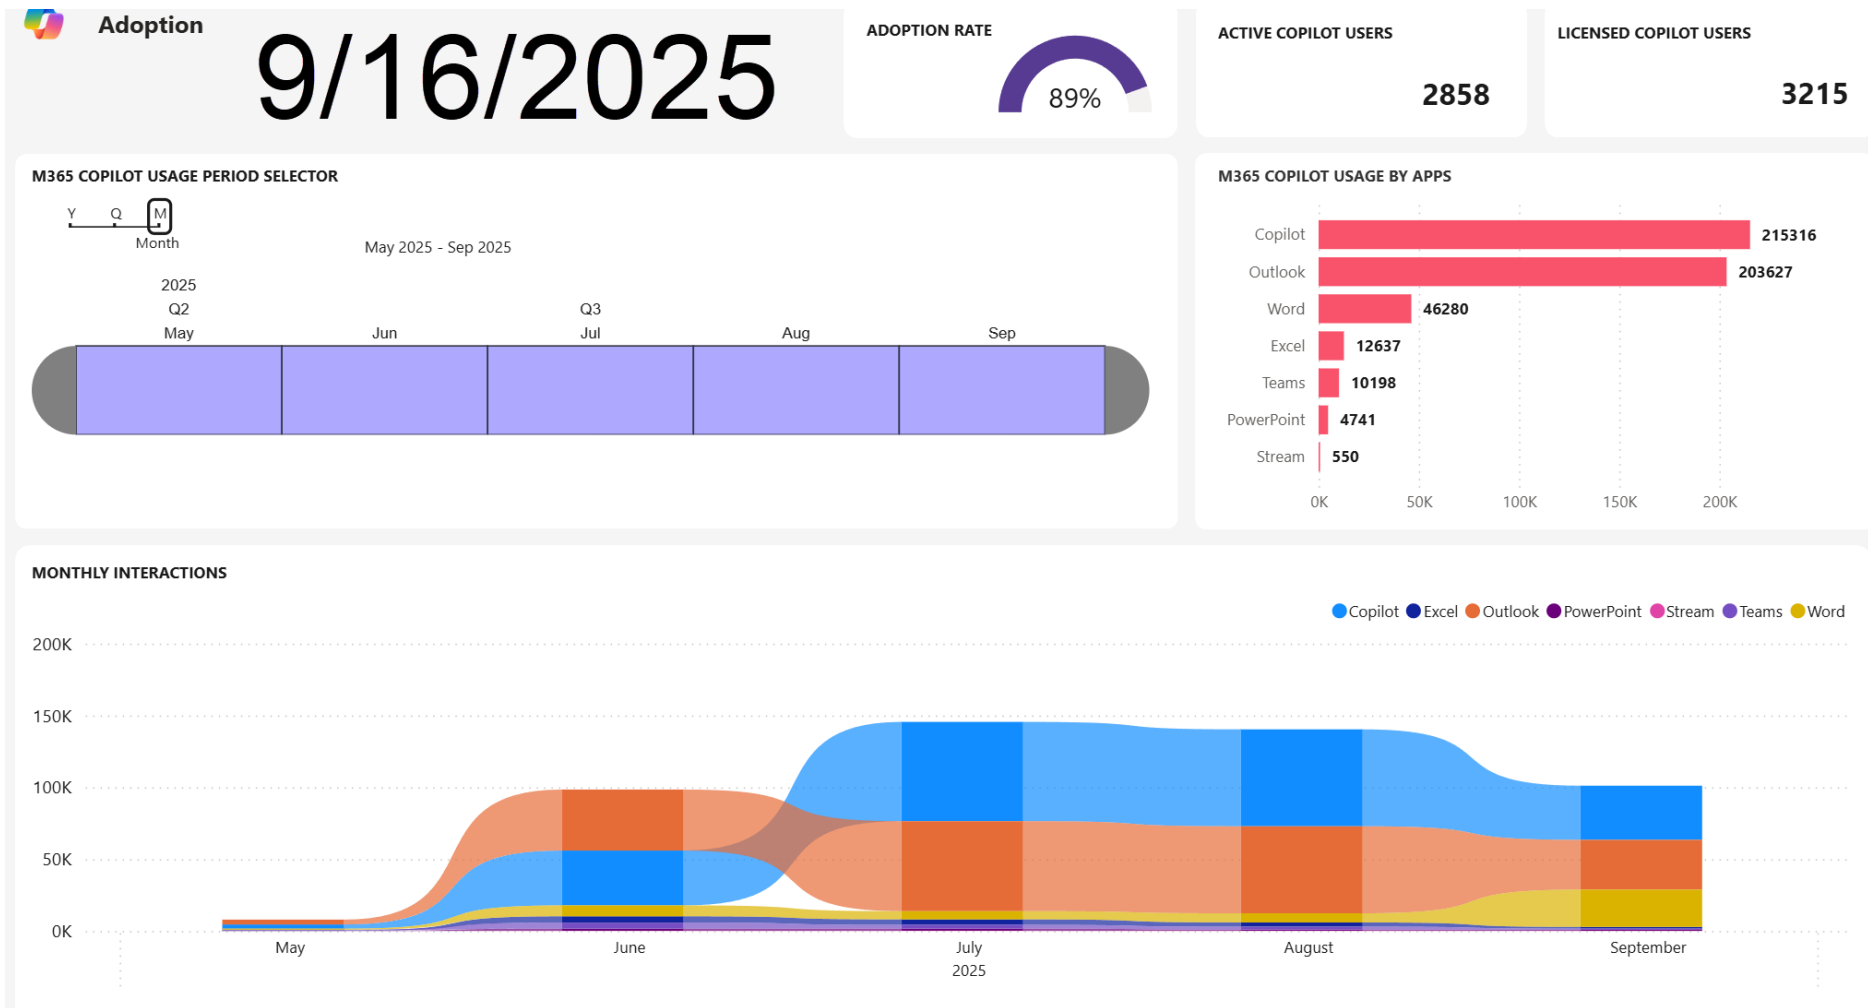 Adoption
9/16/2025
ADOPTION RATE
89%
ACTIVE COPILOT USERS
2858
LICENSED COPILOT USERS
3215
M365 COPILOT USAGE PERIOD SELECTOR
Y Q M
Month
May 2025 - Sep 2025
2025
Q2 Q3
May Jun Jul Aug Sep
M365 COPILOT USAGE BY APPS
Copilot 215316
Outlook 203627
Word 46280
Excel 12637
Teams 10198
PowerPoint 4741
Stream 550
0K 50K 100K 150K 200K
MONTHLY INTERACTIONS
Copilot Excel Outlook PowerPoint Stream Teams Word
200K
150K
100K
50K
0K
May June July August September
2025